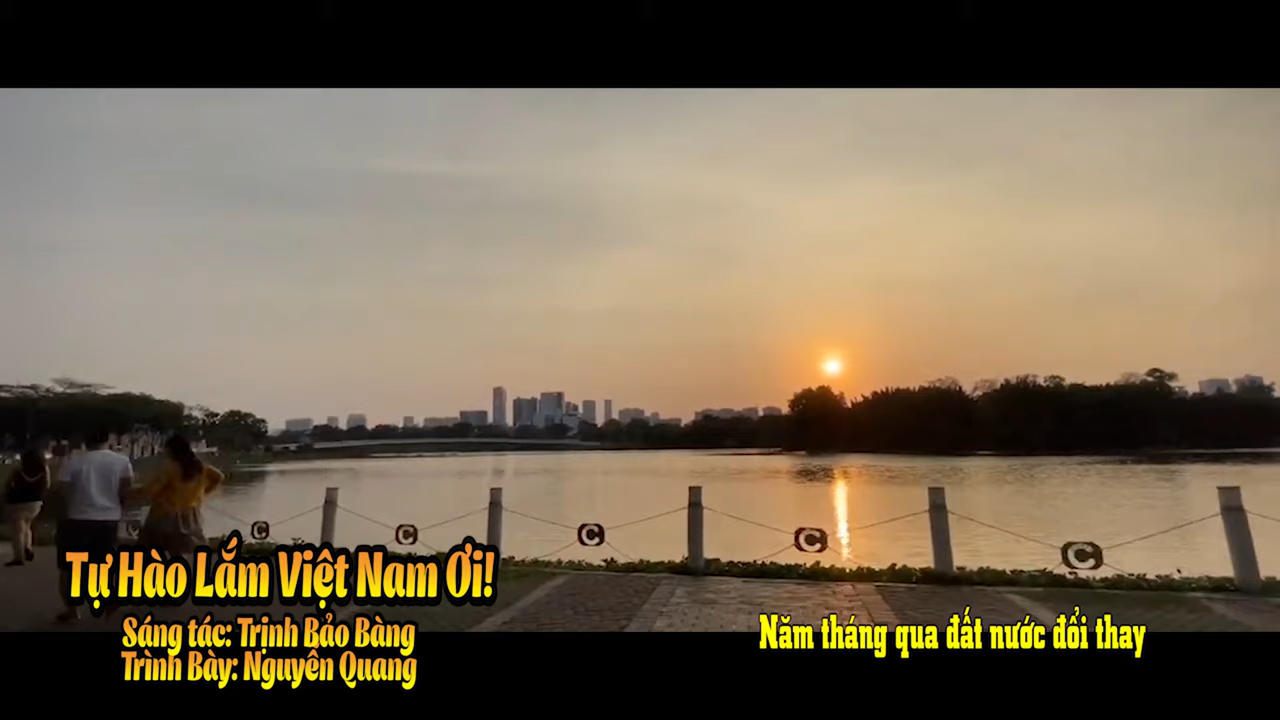 Tự Hào Lắm Việt Nam Ơi!
Sáng tác: Trịnh Bảo Bàng
Trình Bày: Nguyên Quang
Năm tháng qua đất nước đổi thay
C
C
C
C
C